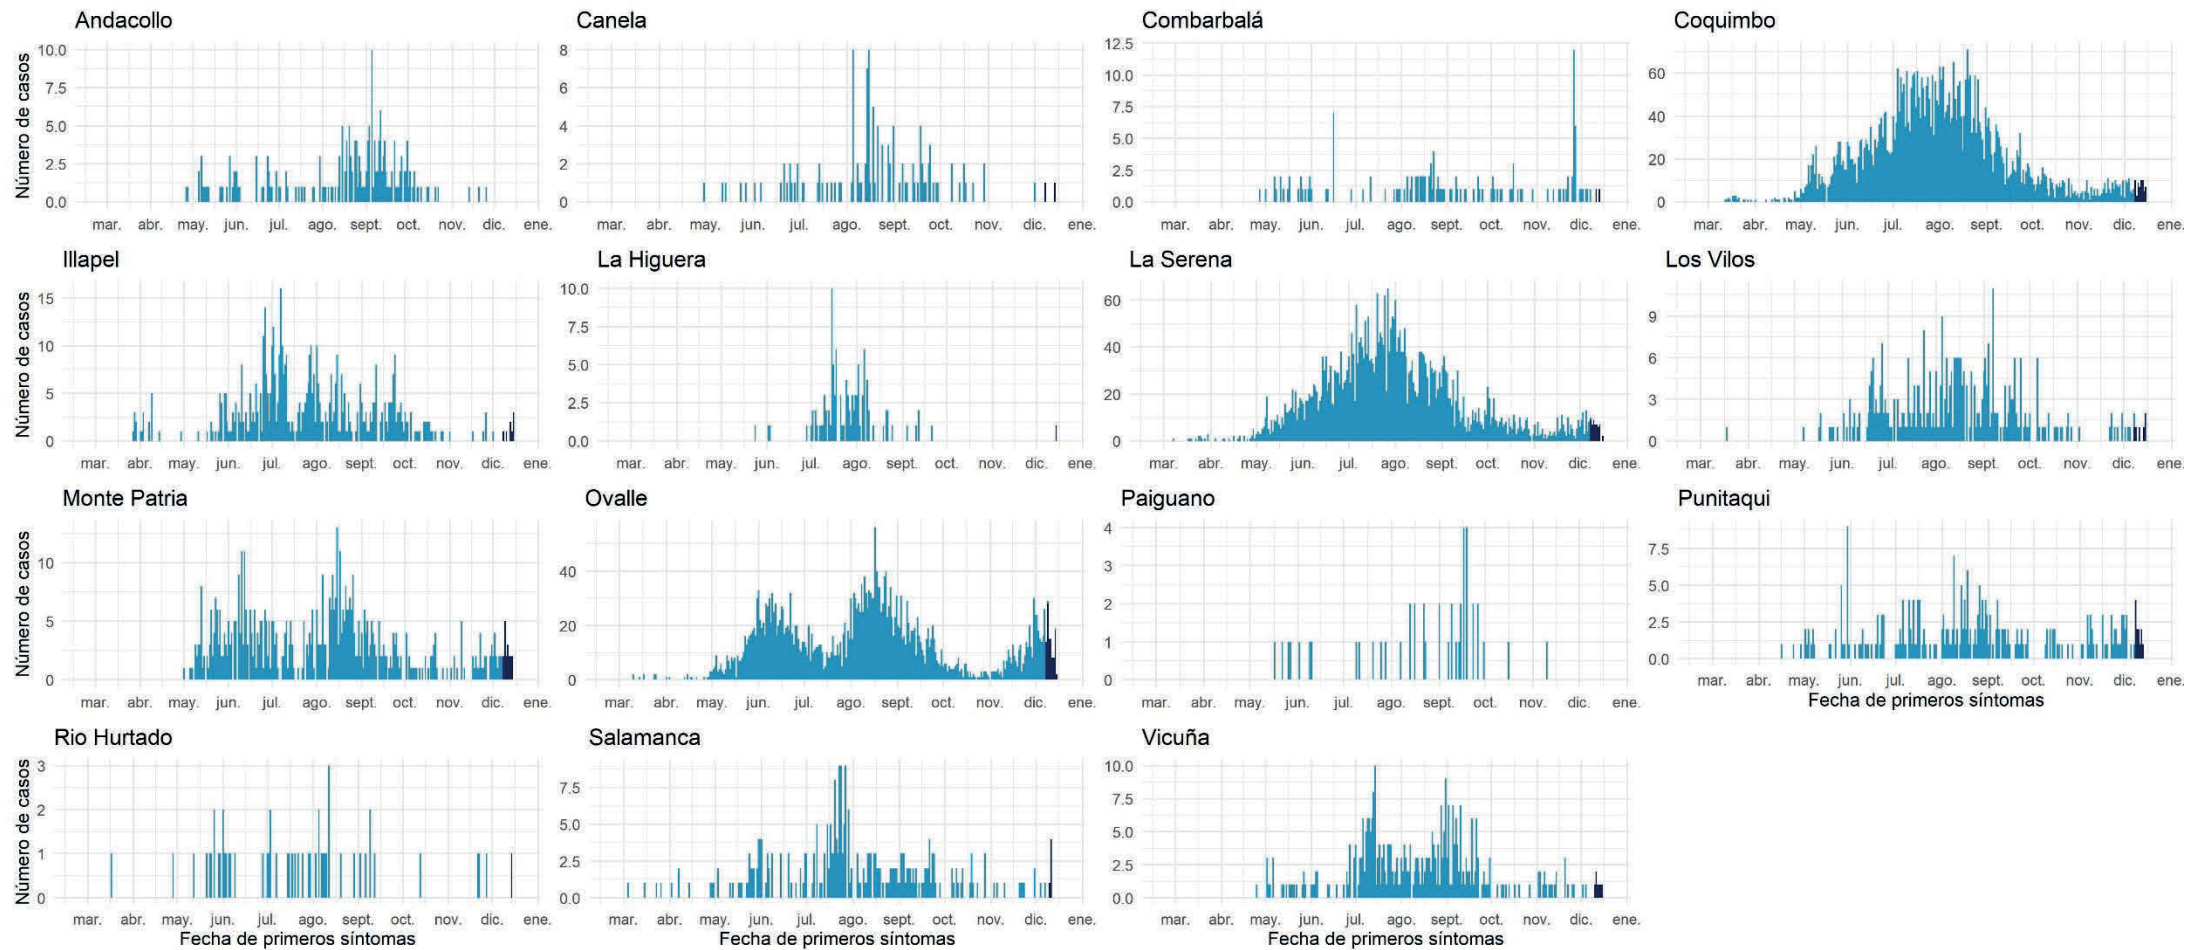 Andacollo
Número de casos
10.0
7.5
5.0
2.5
0.0
mar. abr. may. jun. jul. ago. sept. oct. nov. dic. ene.
Canela
8
6
4
2
0
mar. abr. may. jun. jul. ago. sept. oct. nov. dic. ene.
Combarbalá
12.5
10.0
7.5
5.0
2.5
0.0
mar. abr. may. jun. jul. ago. sept. oct. nov. dic. ene.
Coquimbo
60
40
20
0
mar. abr. may. jun. jul. ago. sept. oct. nov. dic. ene.
Illapel
Número de casos
15
10
5
0
mar. abr. may. jun. jul. ago. sept. oct. nov. dic. ene.
La Higuera
10.0
7.5
5.0
2.5
0.0
mar. abr. may. jun. jul. ago. sept. oct. nov. dic. ene.
La Serena
60
40
20
0
mar. abr. may. jun. jul. ago. sept. oct. nov. dic. ene.
Los Vilos
9
6
3
0
mar. abr. may. jun. jul. ago. sept. oct. nov. dic. ene.
Monte Patria
Número de casos
10
5
0
mar. abr. may. jun. jul. ago. sept. oct. nov. dic. ene.
Ovalle
40
20
0
mar. abr. may. jun. jul. ago. sept. oct. nov. dic. ene.
Paiguano
4
3
2
1
0
mar. abr. may. jun. jul. ago. sept. oct. nov. dic. ene.
Punitaqui
7.5
5.0
2.5
0.0
mar. abr. may. jun. jul. ago. sept. oct. nov. dic. ene.
Fecha de primeros síntomas
Rio Hurtado
Número de casos
3
2
1
0
mar. abr. may. jun. jul. ago. sept. oct. nov. dic. ene.
Fecha de primeros síntomas
Salamanca
7.5
5.0
2.5
0.0
mar. abr. may. jun. jul. ago. sept. oct. nov. dic. ene.
Fecha de primeros síntomas
Vicuña
10.0
7.5
5.0
2.5
0.0
mar. abr. may. jun. jul. ago. sept. oct. nov. dic. ene.
Fecha de primeros síntomas